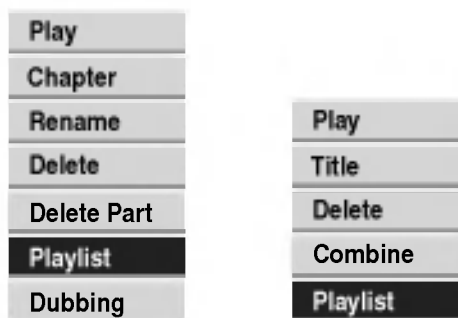 Play
Chapter
Rename
Delete
Delete Part
Playlist
Dubbing
Play
Title
Delete
Combine
Playlist